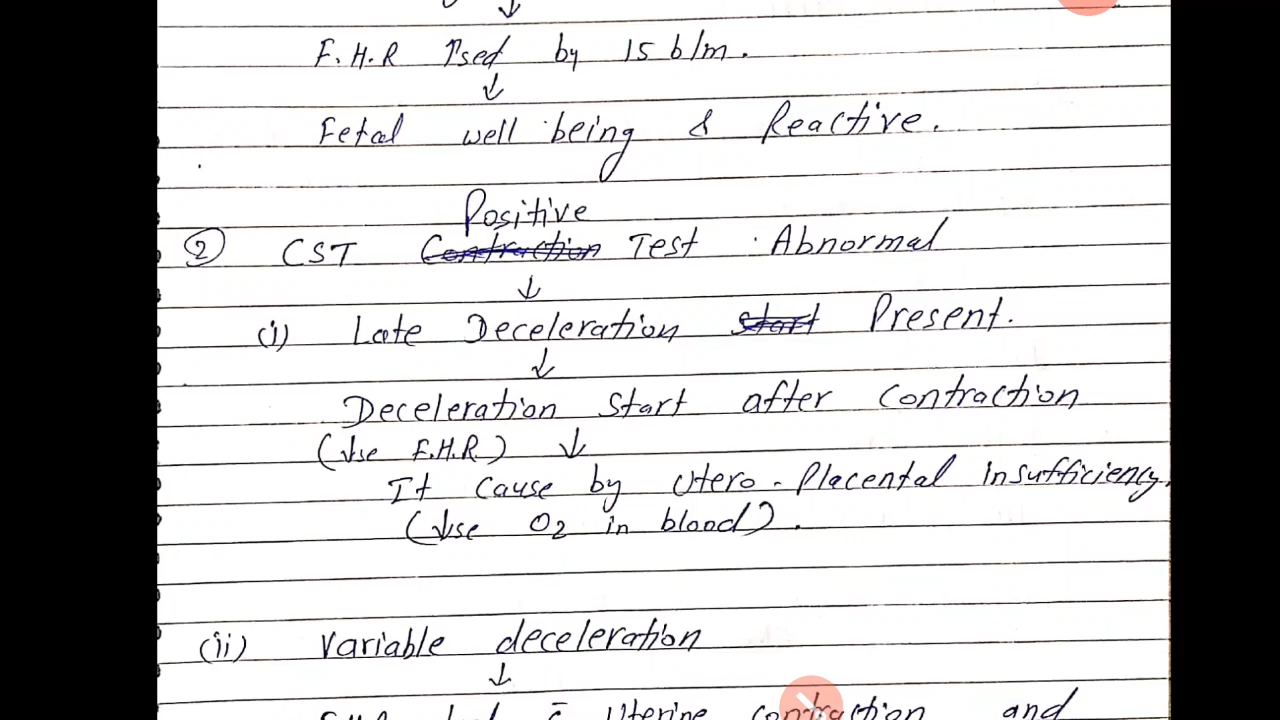 ↓
F.H.R ↑sed by 15 b/m.
↓
Fetal well being & Reactive.
Positive
② CST Contraction Test : Abnormal
↓
(i) Late Deceleration start Present.
↓
Deceleration start after contraction
(↓se F.H.R.) ↓
It cause by Utero-Placental insufficiency.
(↓se O2 in blood).
(ii) Variable deceleration
↓
c̄ Uterine contraction and